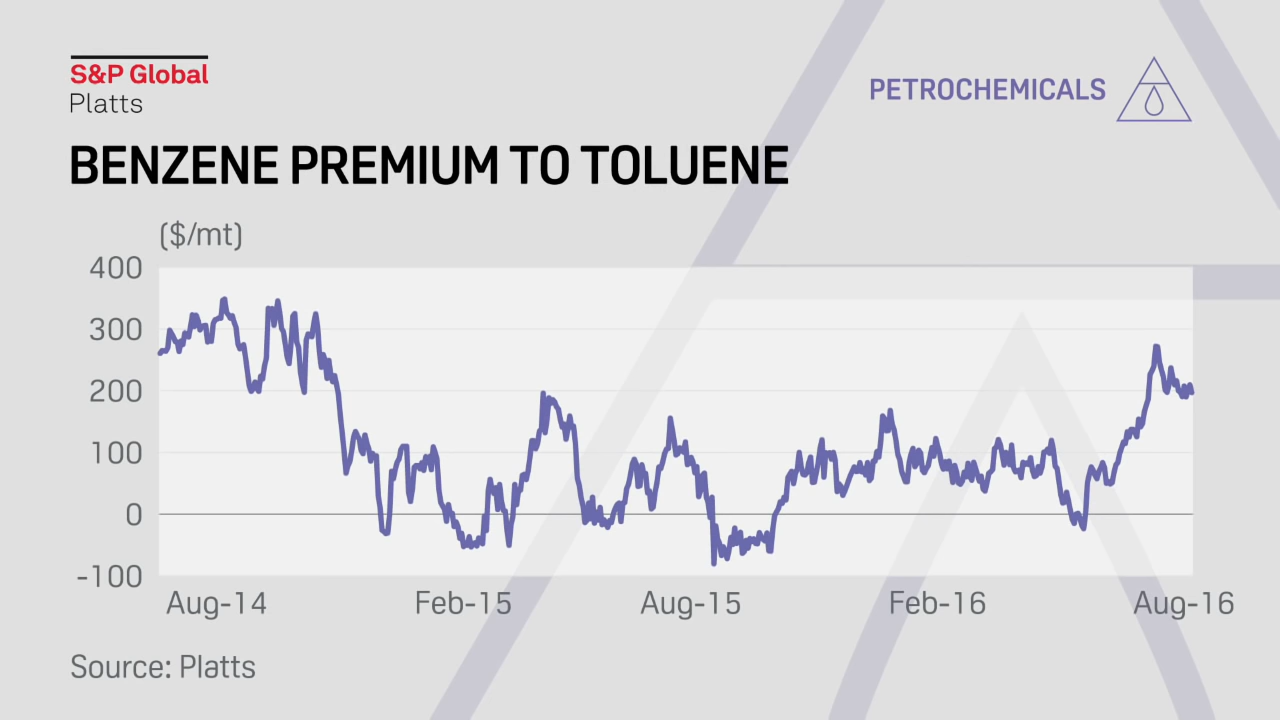 S&P Global
Platts
PETROCHEMICALS
BENZENE PREMIUM TO TOLUENE
($/mt)
400
300
200
100
0
-100
Aug-14 Feb-15 Aug-15 Feb-16 Aug-16
Source: Platts